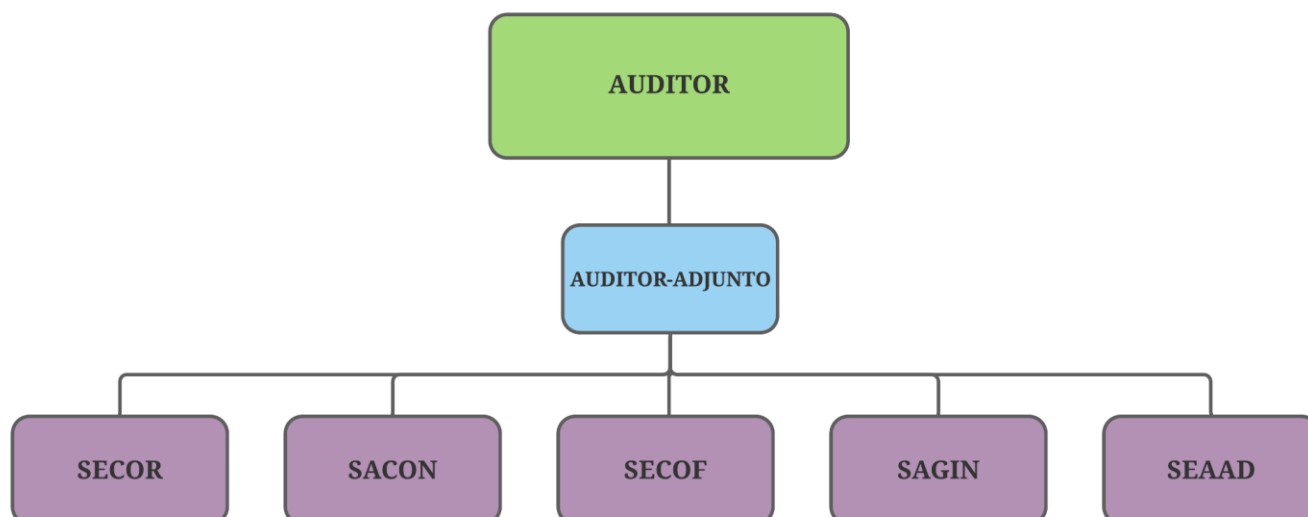 AUDITOR
AUDITOR-ADJUNTO
SECOR
SACON
SECOF
SAGIN
SEAAD